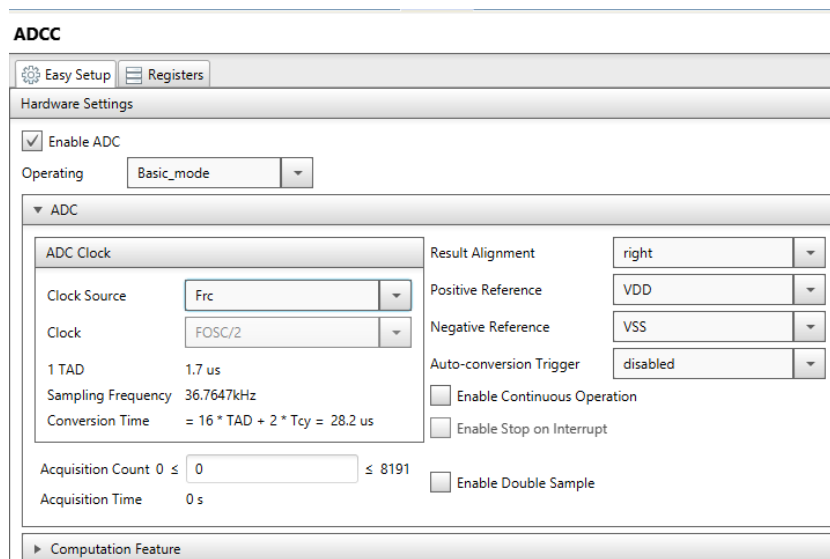 ADCC
Easy Setup Registers
Hardware Settings
Enable ADC
Operating Basic_mode
ADC
ADC Clock
Clock Source Frc
Clock FOSC/2
1 TAD 1.7 us
Sampling Frequency 36.7647kHz
Conversion Time = 16 * TAD + 2 * Tcy = 28.2 us
Acquisition Count 0 ≤ 0 ≤ 8191
Acquisition Time 0 s
Result Alignment right
Positive Reference VDD
Negative Reference VSS
Auto-conversion Trigger disabled
Enable Continuous Operation
Enable Stop on Interrupt
Enable Double Sample
Computation Feature